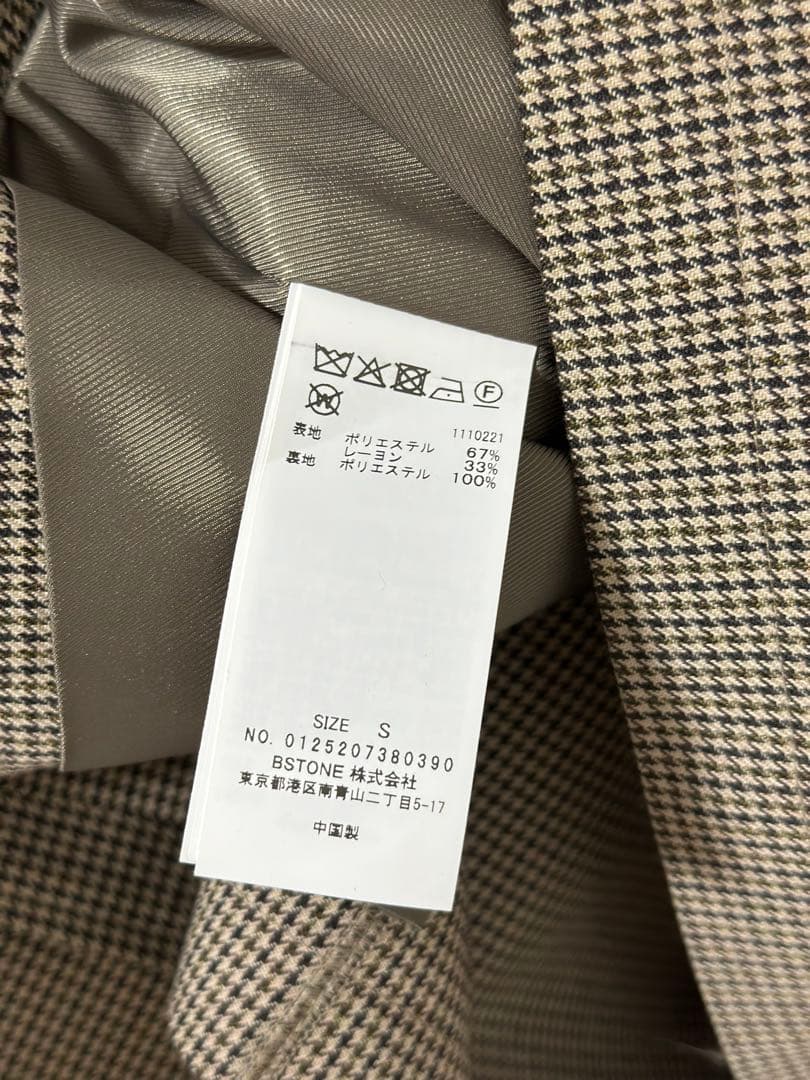 F
W
1110221
表地 ポリエステル 67%
レーヨン 33%
裏地 ポリエステル 100%
SIZE S
NO. 0125207380390
BSTONE 株式会社
東京都港区南青山二丁目5-17
中国製